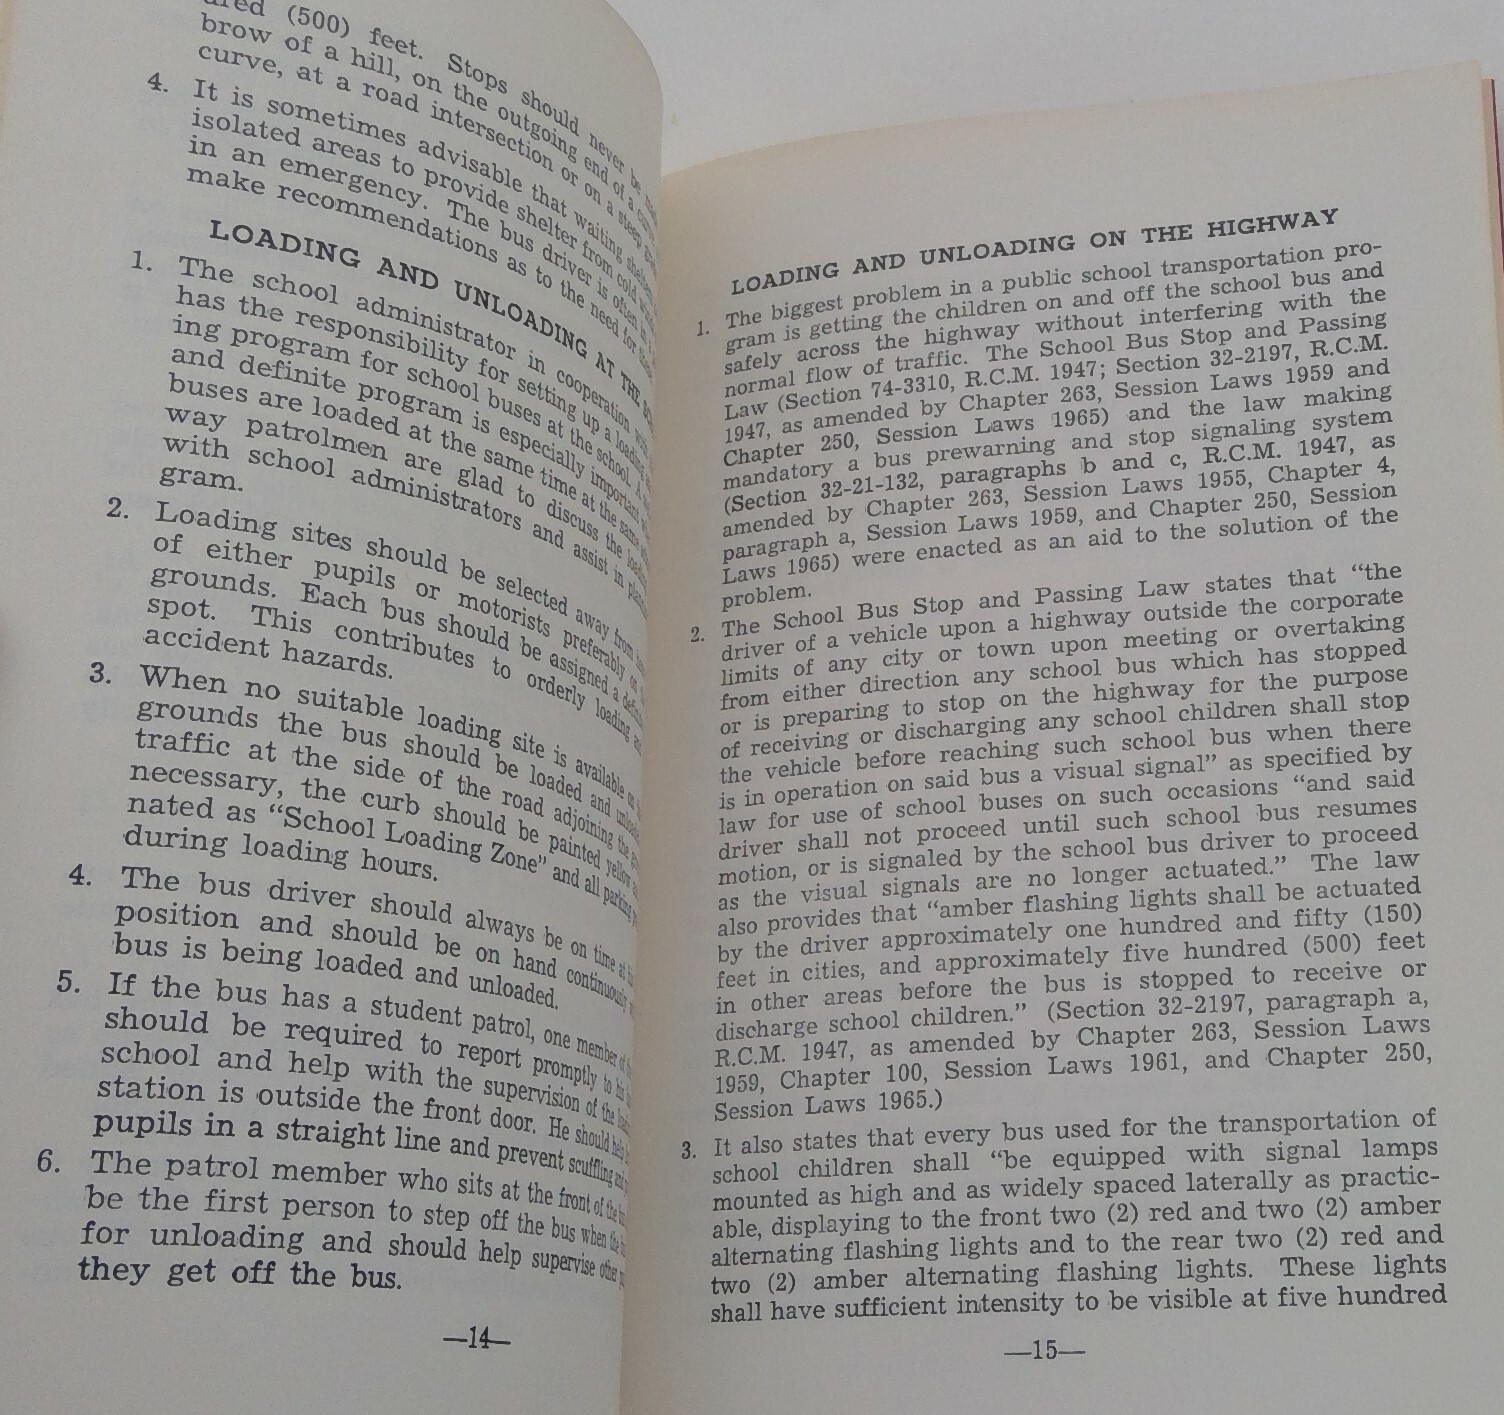 (500) feet. Stops should never be
brow of a hill, on the outgoing end of a
curve, at a road intersection or on a steep
4. It is sometimes advisable that waiting
isolated areas to provide shelter from cold
in an emergency. The bus driver is often
make recommendations as to the need for
LOADING AND UNLOADING AT THE
1. The school administrator in cooperation
has the responsibility for setting up a
ing program for school buses at the school. A
and definite program is especially important
buses are loaded at the same time at the same
way patrolmen are glad to discuss the
with school administrators and assist in
gram.
2. Loading sites should be selected away from
of either pupils or motorists preferably on
grounds. Each bus should be assigned a
spot. This contributes to orderly loading
accident hazards.
3. When no suitable loading site is available
grounds the bus should be loaded and
traffic at the side of the road adjoining the
necessary, the curb should be painted yellow
nated as “School Loading Zone” and all parking
during loading hours.
4. The bus driver should always be on time at
position and should be on hand continuously
bus is being loaded and unloaded.
5. If the bus has a student patrol, one member of
should be required to report promptly to his
school and help with the supervision of the
station is outside the front door. He should help
pupils in a straight line and prevent scuffling
6. The patrol member who sits at the front of the
be the first person to step off the bus when the
for unloading and should help supervise other
they get off the bus.
—14—
LOADING AND UNLOADING ON THE HIGHWAY
1. The biggest problem in a public school transportation pro-
gram is getting the children on and off the school bus and
safely across the highway without interfering with the
normal flow of traffic. The School Bus Stop and Passing
Law (Section 74-3310, R.C.M. 1947; Section 32-2197, R.C.M.
1947, as amended by Chapter 263, Session Laws 1959 and
Chapter 250, Session Laws 1965) and the law making
mandatory a bus prewarning and stop signaling system
(Section 32-21-132, paragraphs b and c, R.C.M. 1947, as
amended by Chapter 263, Session Laws 1955, Chapter 4,
paragraph a, Session Laws 1959, and Chapter 250, Session
Laws 1965) were enacted as an aid to the solution of the
problem.
2. The School Bus Stop and Passing Law states that “the
driver of a vehicle upon a highway outside the corporate
limits of any city or town upon meeting or overtaking
from either direction any school bus which has stopped
or is preparing to stop on the highway for the purpose
of receiving or discharging any school children shall stop
the vehicle before reaching such school bus when there
is in operation on said bus a visual signal” as specified by
law for use of school buses on such occasions “and said
driver shall not proceed until such school bus resumes
motion, or is signaled by the school bus driver to proceed
as the visual signals are no longer actuated.” The law
also provides that “amber flashing lights shall be actuated
by the driver approximately one hundred and fifty (150)
feet in cities, and approximately five hundred (500) feet
in other areas before the bus is stopped to receive or
discharge school children.” (Section 32-2197, paragraph a,
R.C.M. 1947, as amended by Chapter 263, Session Laws
1959, Chapter 100, Session Laws 1961, and Chapter 250,
Session Laws 1965.)
3. It also states that every bus used for the transportation of
school children shall “be equipped with signal lamps
mounted as high and as widely spaced laterally as practic-
able, displaying to the front two (2) red and two (2) amber
alternating flashing lights and to the rear two (2) red and
two (2) amber alternating flashing lights. These lights
shall have sufficient intensity to be visible at five hundred
—15—